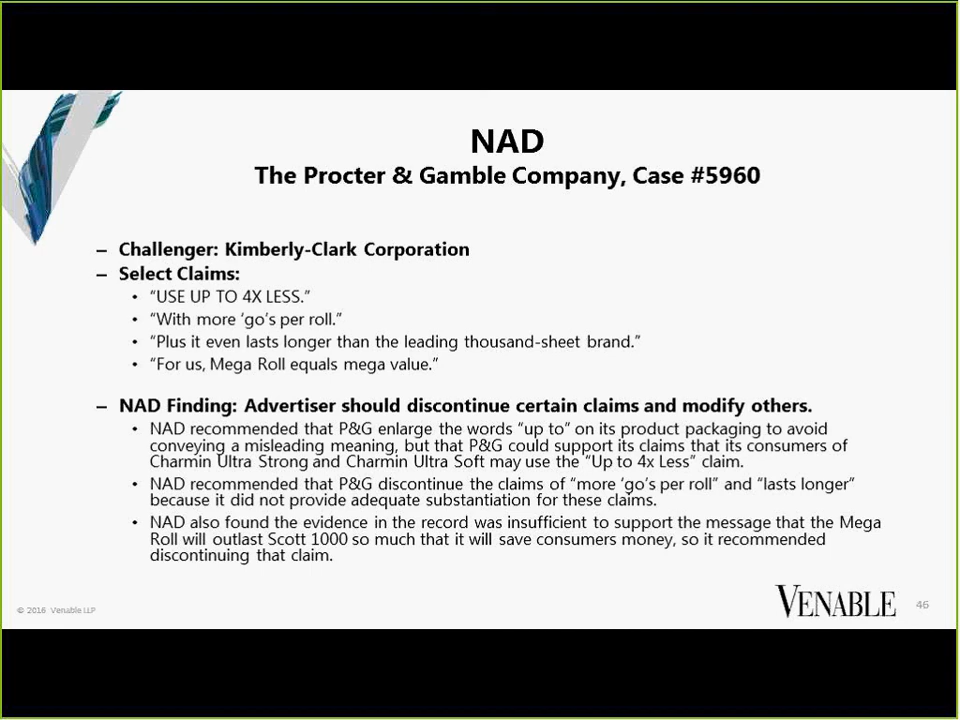 NAD
The Procter & Gamble Company, Case #5960
– Challenger: Kimberly-Clark Corporation
– Select Claims:
• “USE UP TO 4X LESS.”
• “With more ‘go’s per roll.”
• “Plus it even lasts longer than the leading thousand-sheet brand.”
• “For us, Mega Roll equals mega value.”
– NAD Finding: Advertiser should discontinue certain claims and modify others.
• NAD recommended that P&G enlarge the words “up to” on its product packaging to avoid
conveying a misleading meaning, but that P&G could support its claims that its consumers of
Charmin Ultra Strong and Charmin Ultra Soft may use the “Up to 4x Less” claim.
• NAD recommended that P&G discontinue the claims of “more ‘go’s per roll” and “lasts longer”
because it did not provide adequate substantiation for these claims.
• NAD also found the evidence in the record was insufficient to support the message that the Mega
Roll will outlast Scott 1000 so much that it will save consumers money, so it recommended
discontinuing that claim.
© 2016 Venable LLP
VENABLE
46